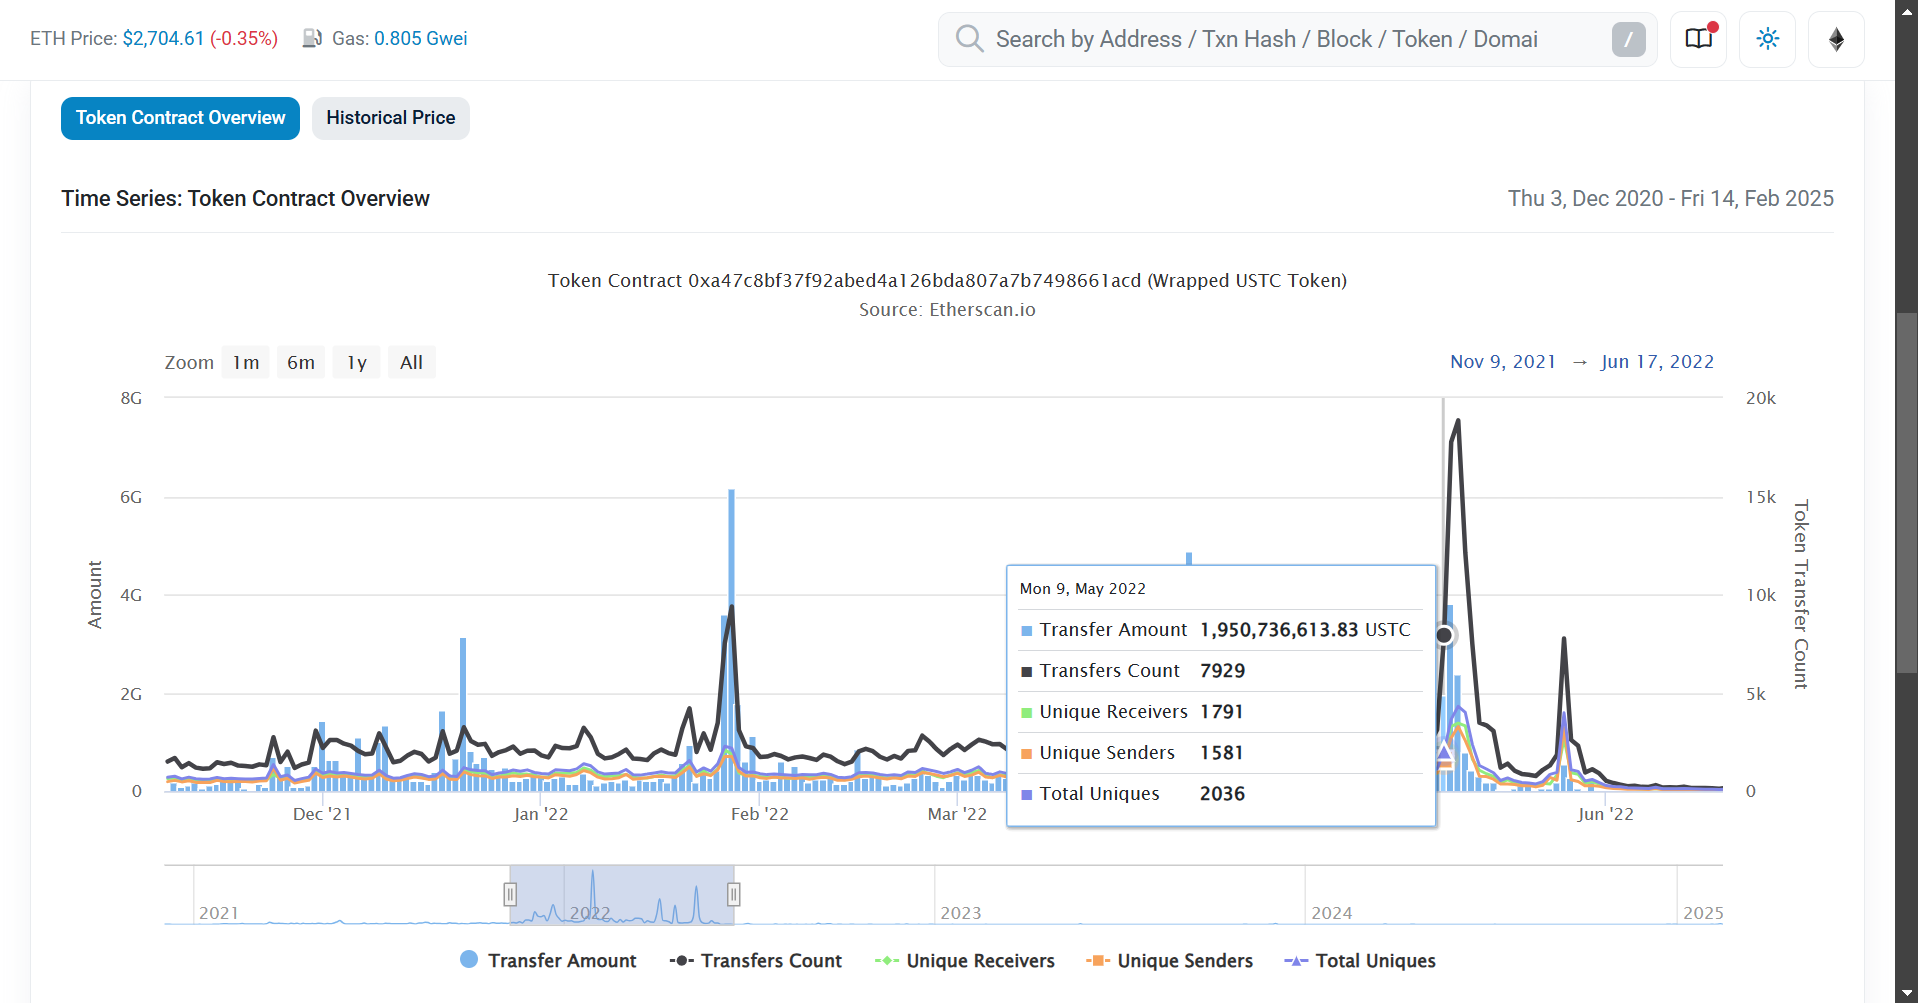 ETH Price: $2,704.61 (-0.35%) Gas: 0.805 Gwei
Search by Address / Txn Hash / Block / Token / Domai /
Token Contract Overview Historical Price
Time Series: Token Contract Overview Thu 3, Dec 2020 - Fri 14, Feb 2025
Token Contract 0xa47c8bf37f92abed4a126bda807a7b7498661acd (Wrapped USTC Token)
Source: Etherscan.io
Zoom 1m 6m 1y All Nov 9, 2021 → Jun 17, 2022
8G 20k
6G 15k
4G 10k
2G 5k
0 0
Amount
Token Transfer Count
Mon 9, May 2022
Transfer Amount 1,950,736,613.83 USTC
Transfers Count 7929
Unique Receivers 1791
Unique Senders 1581
Total Uniques 2036
Dec '21 Jan '22 Feb '22 Mar '22 Jun '22
2021 2022 2023 2024 2025
Transfer Amount Transfers Count Unique Receivers Unique Senders Total Uniques